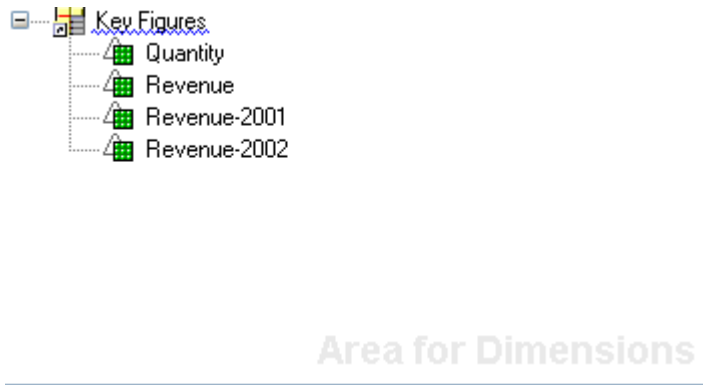 Key Figures
Quantity
Revenue
Revenue-2001
Revenue-2002
Area for Dimensions